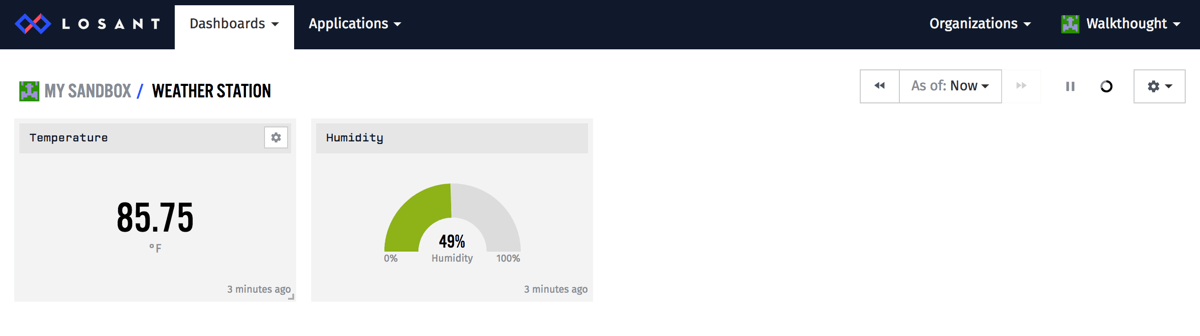 LOSANT Dashboards Applications Organizations Walkthought
MY SANDBOX / WEATHER STATION As of: Now
Temperature
85.75
°F
3 minutes ago
Humidity
49%
0% Humidity 100%
3 minutes ago